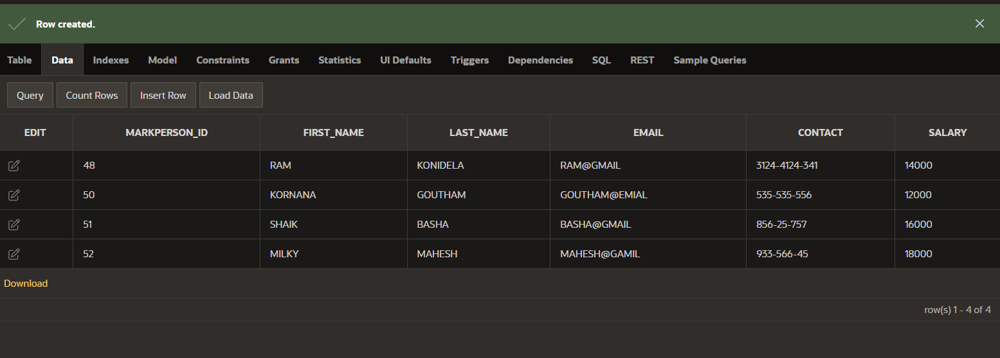 Row created.
Table Data Indexes Model Constraints Grants Statistics UI Defaults Triggers Dependencies SQL REST Sample Queries
Query Count Rows Insert Row Load Data
EDIT MARKPERSON_ID FIRST_NAME LAST_NAME EMAIL CONTACT SALARY
48 RAM KONIDELA RAM@GMAIL 3124-4124-341 14000
50 KORNANA GOUTHAM GOUTHAM@EMIAL 535-535-556 12000
51 SHAIK BASHA BASHA@GMAIL 856-25-757 16000
52 MILKY MAHESH MAHESH@GAMIL 933-566-45 18000
Download
row(s) 1 - 4 of 4